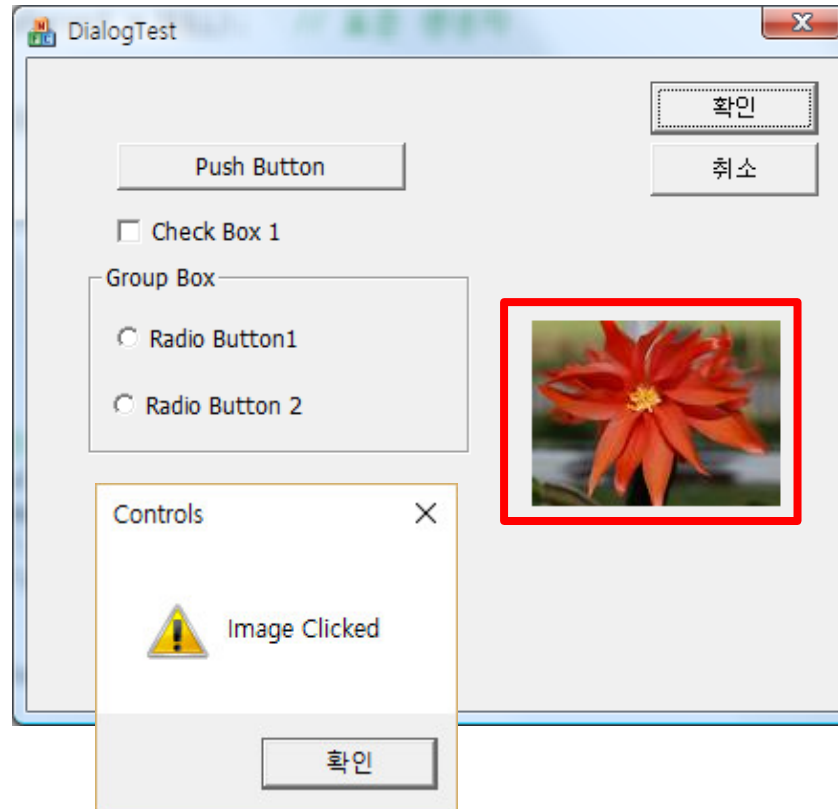 DialogTest
확인
Push Button
취소
Check Box 1
Group Box
Radio Button1
Radio Button 2
Controls
Image Clicked
확인